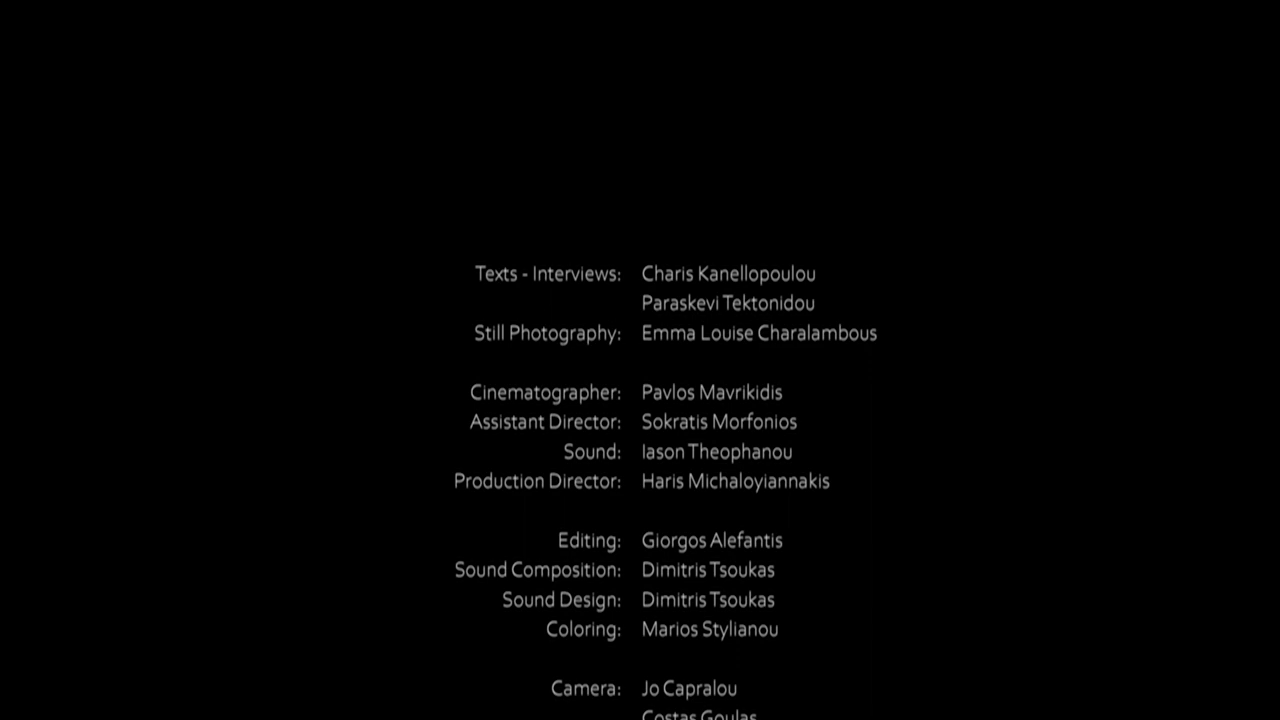 Texts - Interviews: Charis Kanellopoulou
Paraskevi Tektonidou
Still Photography: Emma Louise Charalambous
Cinematographer: Pavlos Mavrikidis
Assistant Director: Sokratis Morfonios
Sound: Iason Theophanou
Production Director: Haris Michaloyiannakis
Editing: Giorgos Alefantis
Sound Composition: Dimitris Tsoukas
Sound Design: Dimitris Tsoukas
Coloring: Marios Stylianou
Camera: Jo Capralou
Costas Goulas